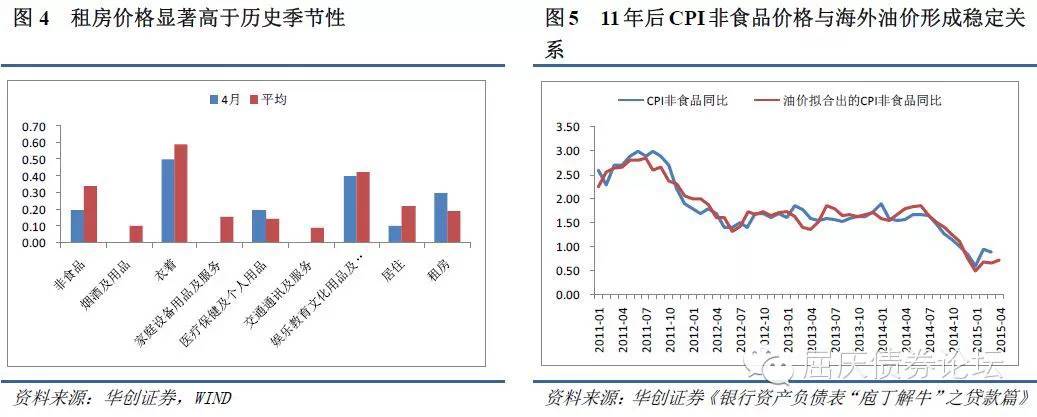 图 4 租房价格显著高于历史季节性
4月 平均
0.70
0.60
0.50
0.40
0.30
0.20
0.10
0.00
非食品
烟酒及用品
衣着
家庭设备用品及服务
医疗保健及个人用品
交通通讯及服务
娱乐教育文化用品及··
居住
租房
资料来源：华创证券，WIND
图 5 11 年后 CPI 非食品价格与海外油价形成稳定关
系
CPI非食品同比 油价拟合出的CPI非食品同比
3.50
3.00
2.50
2.00
1.50
1.00
0.50
0.00
2011-01
2011-04
2011-07
2011-10
2012-01
2012-04
2012-07
2012-10
2013-01
2013-04
2013-07
2013-10
2014-01
2014-04
2014-07
2014-10
2015-01
2015-04
屈庆债券论坛
资料来源：华创证券《银行资产负债表“庖丁解牛”之贷款篇》